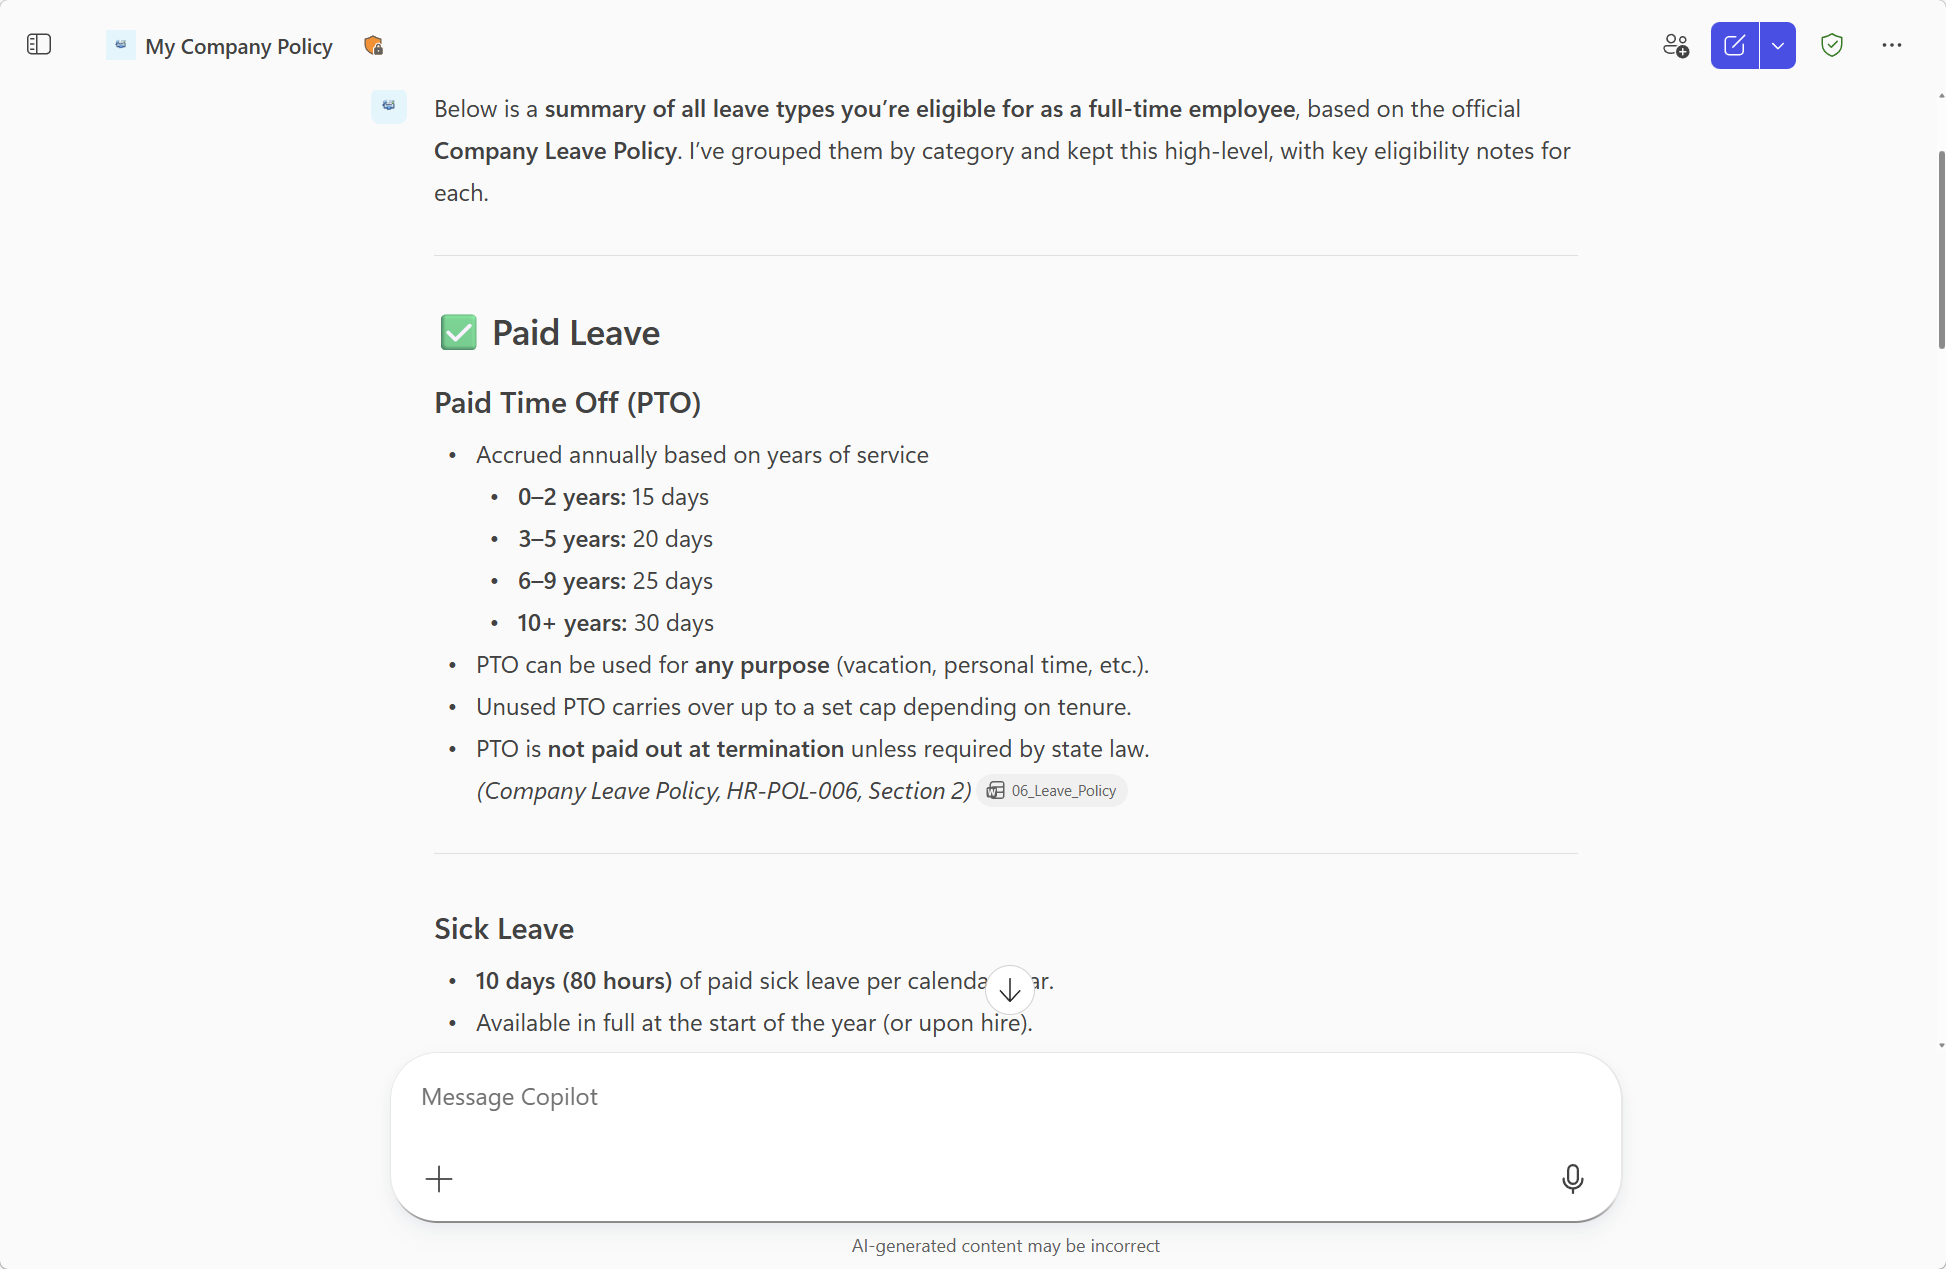 My Company Policy
Below is a summary of all leave types you’re eligible for as a full-time employee, based on the official
Company Leave Policy. I’ve grouped them by category and kept this high-level, with key eligibility notes for
each.
Paid Leave
Paid Time Off (PTO)
• Accrued annually based on years of service
• 0–2 years: 15 days
• 3–5 years: 20 days
• 6–9 years: 25 days
• 10+ years: 30 days
• PTO can be used for any purpose (vacation, personal time, etc.).
• Unused PTO carries over up to a set cap depending on tenure.
• PTO is not paid out at termination unless required by state law.
(Company Leave Policy, HR-POL-006, Section 2) 06_Leave_Policy
Sick Leave
• 10 days (80 hours) of paid sick leave per
• Available in full at the start of the year (or upon hire).
Message Copilot
AI-generated content may be incorrect